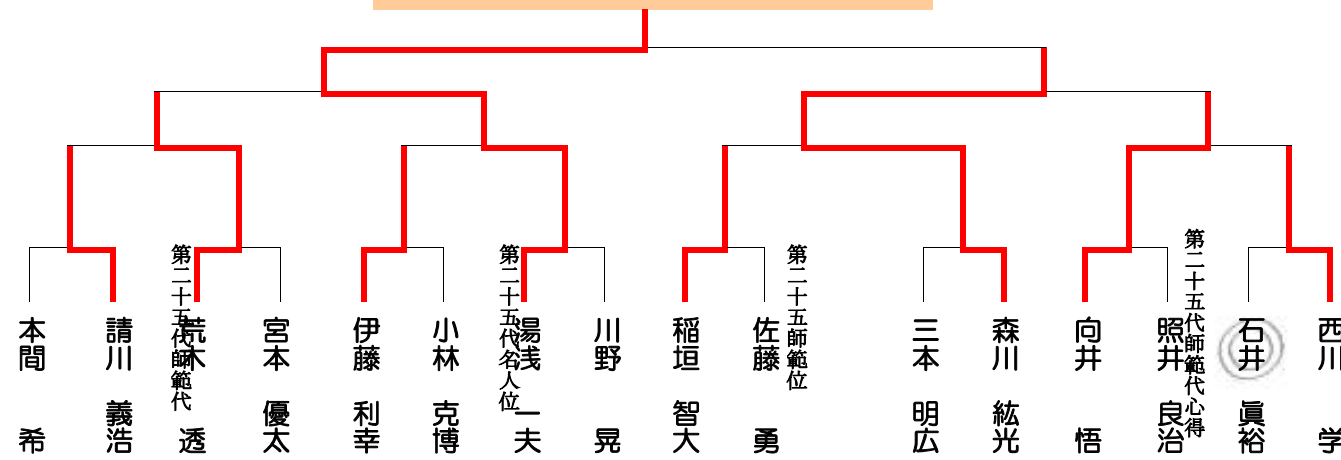 本間 希
請川 義浩
第二十五代師範代
荒木 透
宮本 優太
伊藤 利幸
小林 克博
第二十五代名人位
湯浅 一夫
川野 晃
稲垣 智大
佐藤 勇
第二十五師範位
三本 明広
森川 紘光
向井 悟
照井 良治
第二十五代師範代心得
石井 眞裕
西川 学